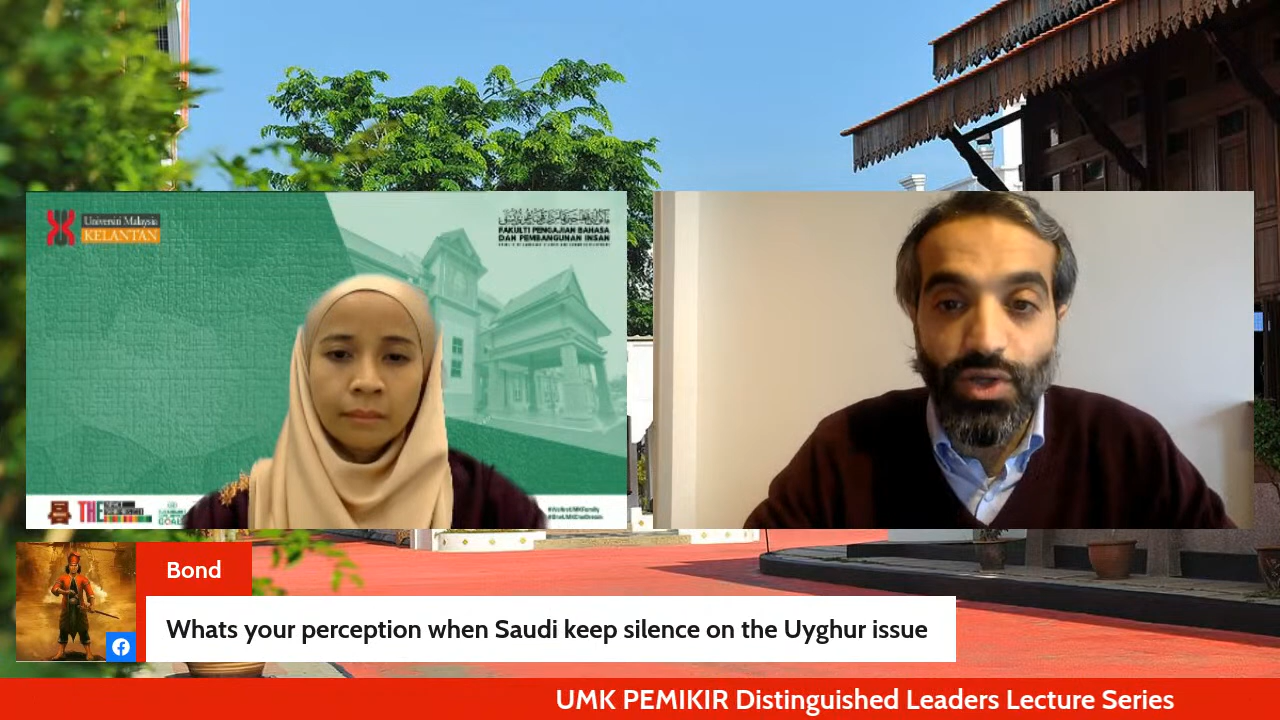 Universiti Malaysia
KELANTAN
FAKULTI PENGAJIAN BAHASA
DAN PEMBANGUNAN INSAN
THE
GOAL
Bond
Whats your perception when Saudi keep silence on the Uyghur issue
UMK PEMIKIR Distinguished Leaders Lecture Series